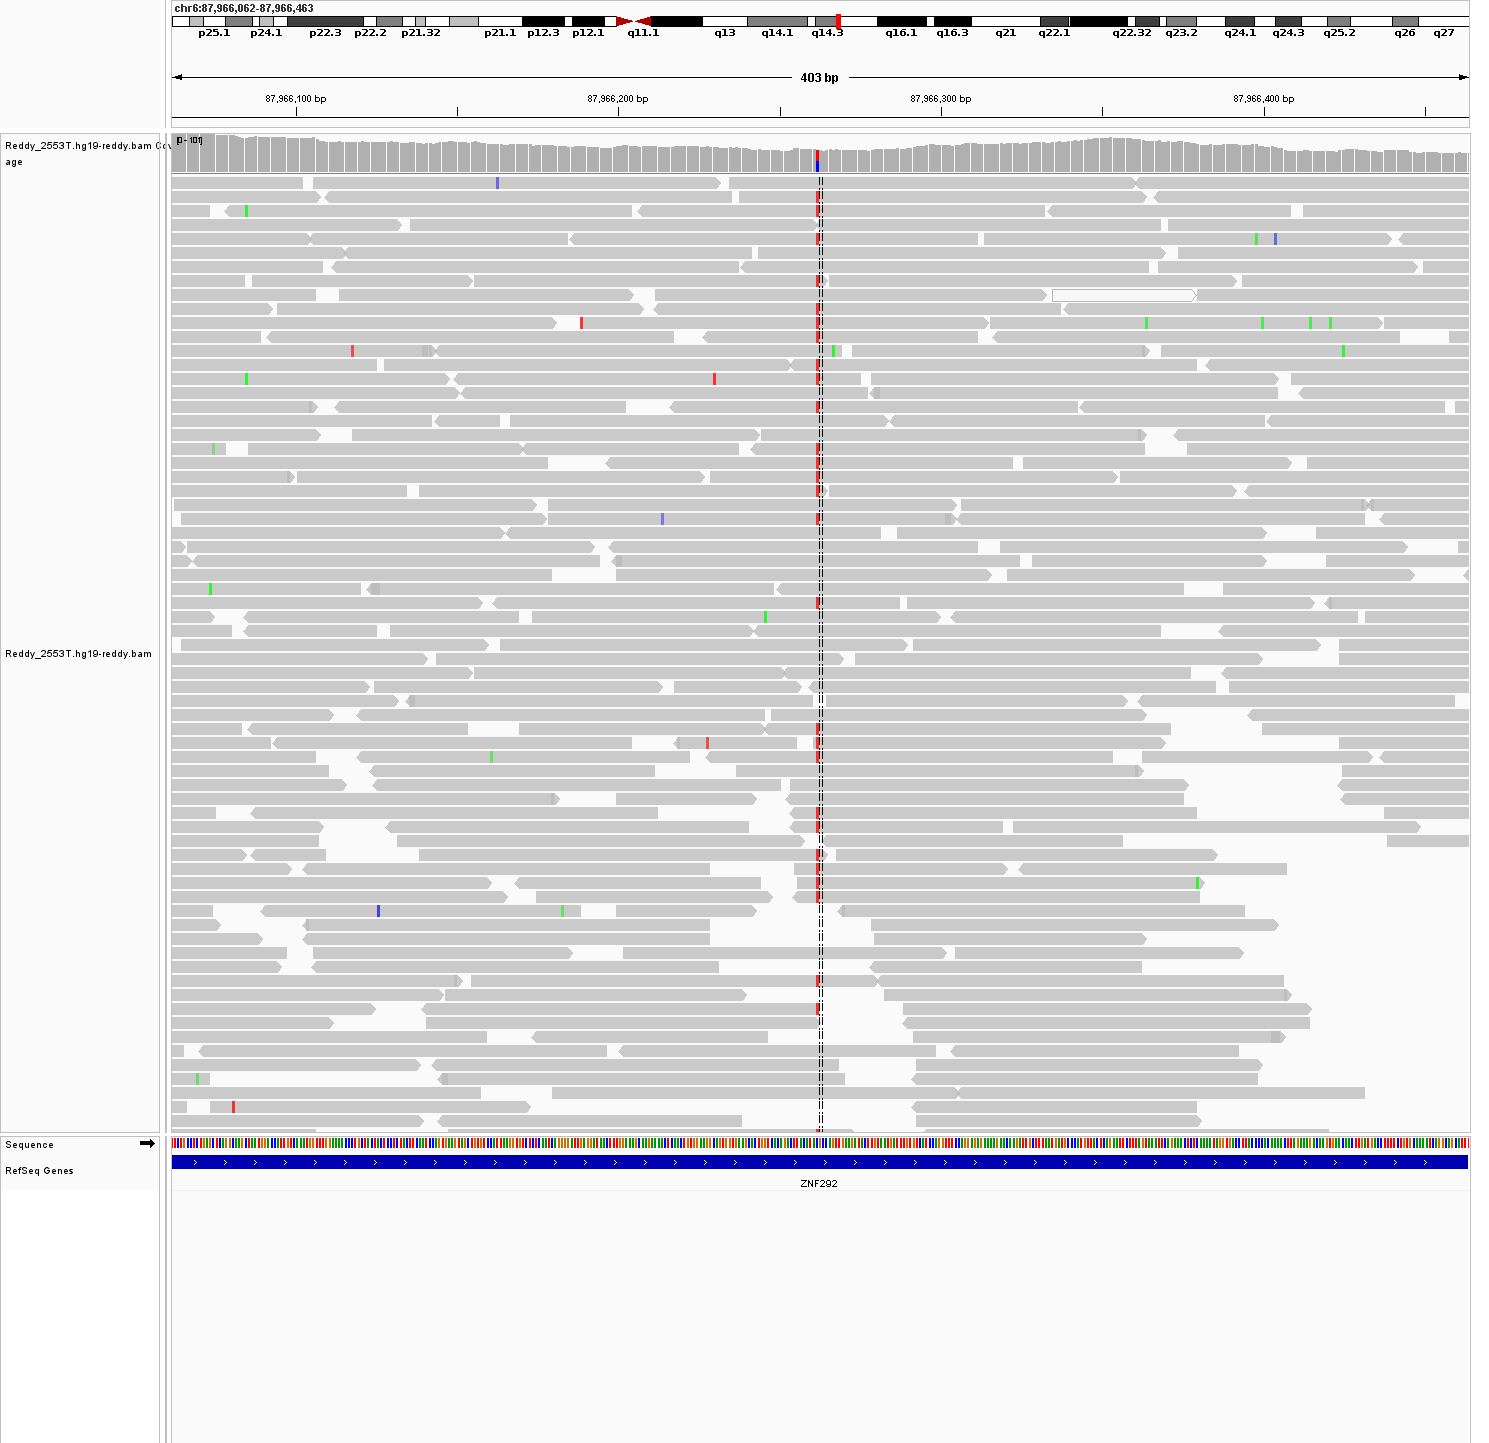 chr6:87,966,062-87,966,463
p25.1 p24.1 p22.3 p22.2 p21.32 p21.1 p12.3 p12.1 q11.1 q13 q14.1 q14.3 q16.1 q16.3 q21 q22.1 q22.32 q23.2 q24.1 q24.3 q25.2 q26 q27
403 bp
87,966,100 bp 87,966,200 bp 87,966,300 bp 87,966,400 bp
[0 - 101]
Reddy_2553T.hg19-reddy.bam Cov
age
Reddy_2553T.hg19-reddy.bam
Sequence
RefSeq Genes
ZNF292